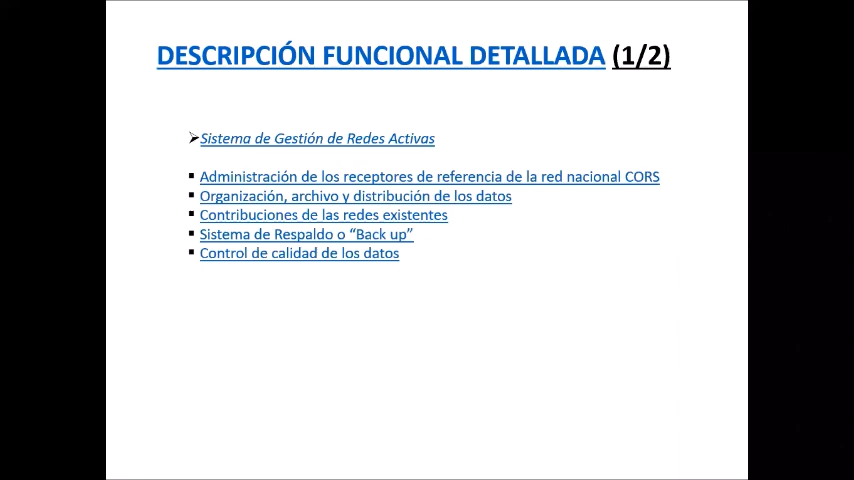 DESCRIPCIÓN FUNCIONAL DETALLADA (1/2)
Sistema de Gestión de Redes Activas
Administración de los receptores de referencia de la red nacional CORS
Organización, archivo y distribución de los datos
Contribuciones de las redes existentes
Sistema de Respaldo o “Back up”
Control de calidad de los datos